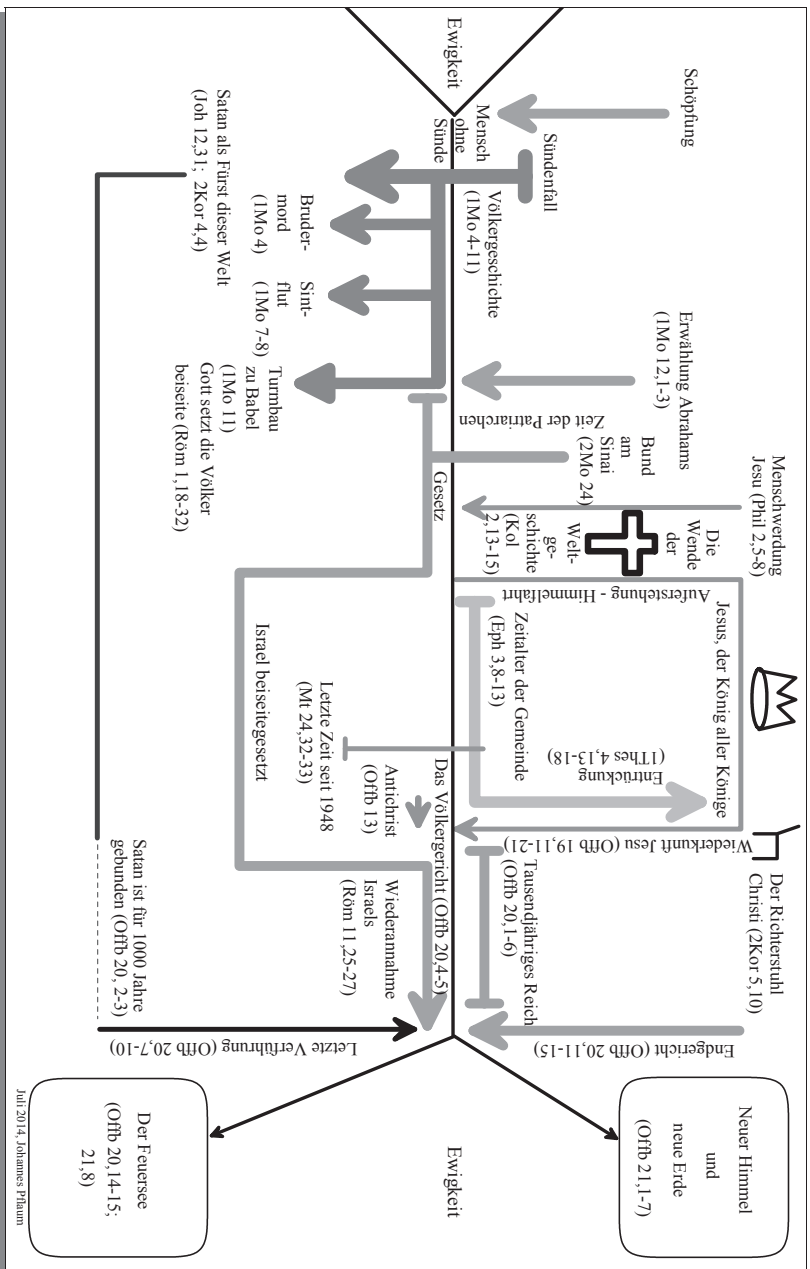 Ewigkeit
Schöpfung
Mensch
ohne
Sünde
Sündenfall
Völkergeschichte
(1Mo 4-11)
Satan als Fürst dieser Welt
(Joh 12,31;  2Kor 4,4)
Bruder-
mord
(1Mo 4)
Sint-
flut
(1Mo 7-8)
Turmbau
zu Babel
(1Mo 11)
Gott setzt die Völker
beiseite (Röm 1,18-32)
Erwählung Abrahams
(1Mo 12,1-3)
Zeit der Patriarchen
Bund
am
Sinai
(2Mo 24)
Gesetz
Menschwerdung
Jesu (Phil 2,5-8)
Die
Wende
der
Welt-
ge-
schichte
(Kol
2,13-15)
Auferstehung - Himmelfahrt
Jesus, der König aller Könige
Zeitalter der Gemeinde
(Eph 3,8-13)
Entrückung
(1Thes 4,13-18)
Israel beiseitegesetzt
Letzte Zeit seit 1948
(Mt 24,32-33)
Antichrist
(Offb 13)
Das Völkergericht (Offb 20,4-5)
Wiederkunft Jesu (Offb 19,11-21)
Der Richterstuhl
Christi (2Kor 5,10)
Tausendjähriges Reich
(Offb 20,1-6)
Wiederannahme
Israels
(Röm 11,25-27)
Satan ist für 1000 Jahre
gebunden (Offb 20, 2-3)
Letzte Verführung (Offb 20,7-10)
Endgericht (Offb 20,11-15)
Neuer Himmel
und
neue Erde
(Offb 21,1-7)
Ewigkeit
Der Feuersee
(Offb 20,14-15;
21,8)
Juli 2014, Johannes Pflaum